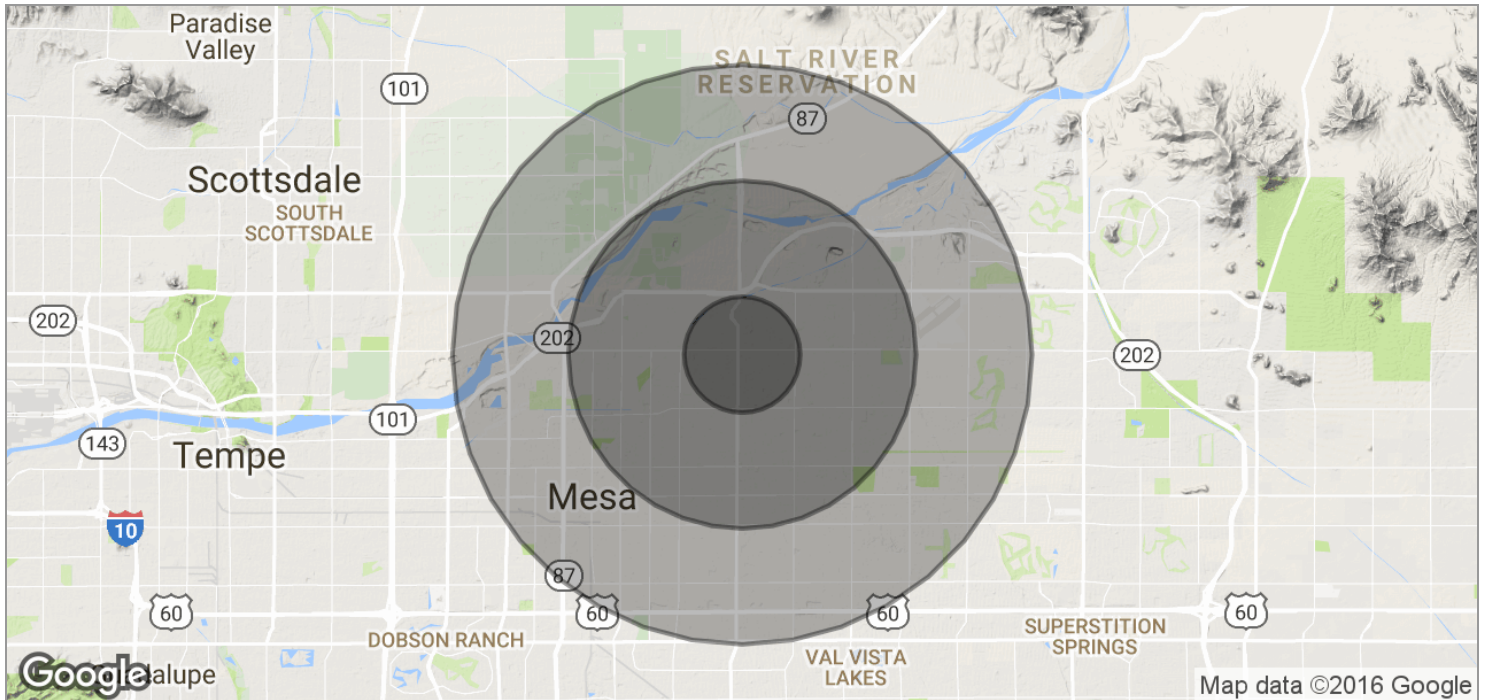 Paradise
Valley
SALT RIVER
RESERVATION
101
87
Scottsdale
SOUTH
SCOTTSDALE
202
202
202
101
143
Tempe
Mesa
10
87
60
60
60
60
DOBSON RANCH
SUPERSTITION
SPRINGS
VAL VISTA
LAKES
Google
alupe
Map data ©2016 Google